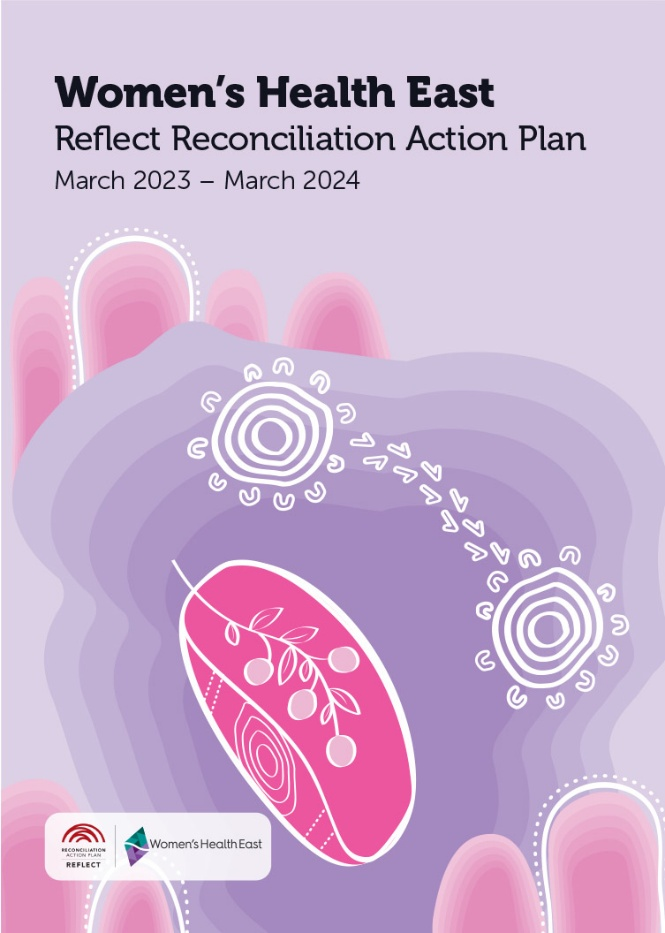 Women's Health East
Reflect Reconciliation Action Plan
March 2023 – March 2024
RECONCILIATION
ACTION PLAN
REFLECT
Women's Health East